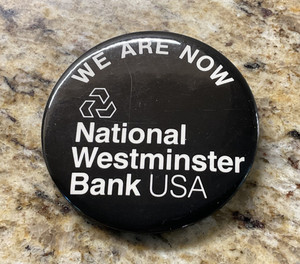 WE ARE NOW
National
Westminster
Bank USA